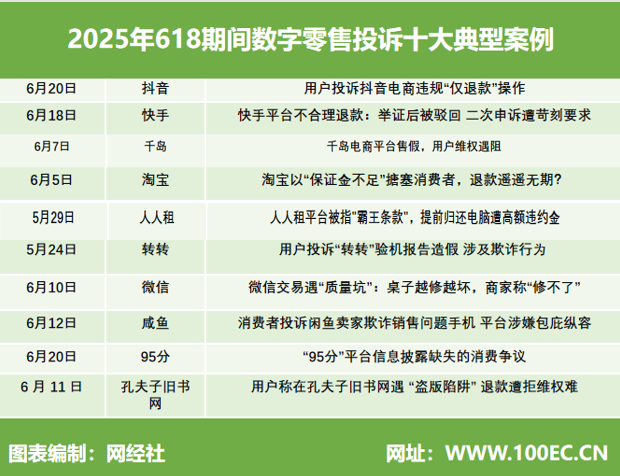 2025年618期间数字零售投诉十大典型案例
6月20日 抖音 用户投诉抖音电商违规“仅退款”操作
6月18日 快手 快手平台不合理退款：举证后被驳回 二次申诉遭苛刻要求
6月7日 千岛 千岛电商平台售假，用户维权遇阻
6月5日 淘宝 淘宝以“保证金不足”搪塞消费者，退款遥遥无期？
5月29日 人人租 人人租平台被指"霸王条款"，提前归还电脑遭高额违约金
5月24日 转转 用户投诉“转转”验机报告造假 涉及欺诈行为
6月10日 微信 微信交易遇“质量坑”：桌子越修越坏，商家称“修不了”
6月12日 咸鱼 消费者投诉闲鱼卖家欺诈销售问题手机 平台涉嫌包庇纵容
6月20日 95分 “95分”平台信息披露缺失的消费争议
6 月 11 日 孔夫子旧书 用户称在孔夫子旧书网遇 “盗版陷阱” 退款遭拒维权难
网
图表编制：网经社 网址：WWW.100EC.CN